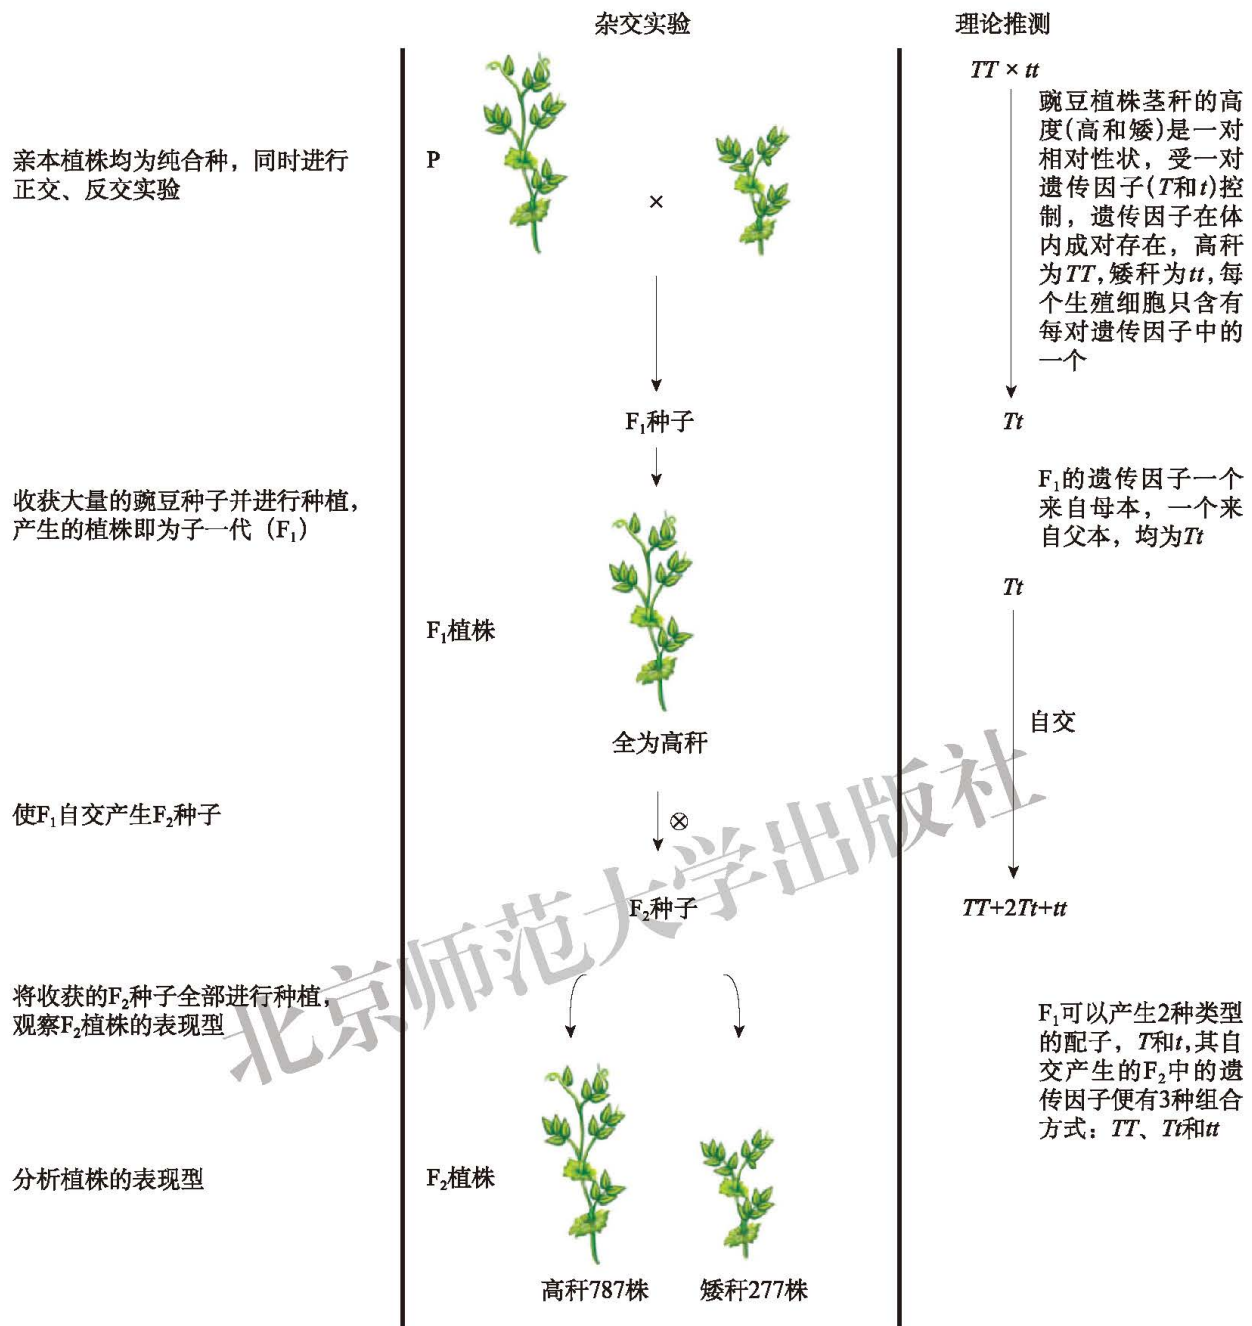 杂交实验
理论推测
亲本植株均为纯合种，同时进行
正交、反交实验
P
×
TT × tt
豌豆植株茎秆的高
度(高和矮)是一对
相对性状，受一对
遗传因子(T和t)控
制，遗传因子在体
内成对存在，高秆
为TT,矮秆为tt,每
个生殖细胞只含有
每对遗传因子中的
一个
F₁种子
Tt
收获大量的豌豆种子并进行种植，
产生的植株即为子一代（F₁）
F₁植株
全为高秆
F₁的遗传因子一个
来自母本，一个来
自父本，均为Tt
Tt
自交
使F₁自交产生F₂种子
⊗
F₂种子
TT+2Tt+tt
将收获的F₂种子全部进行种植，
观察F₂植株的表现型
F₁可以产生2种类型
的配子，T和t,其自
交产生的F₂中的遗
传因子便有3种组合
方式：TT、Tt和tt
分析植株的表现型
F₂植株
高秆787株
矮秆277株
北京师范大学出版社